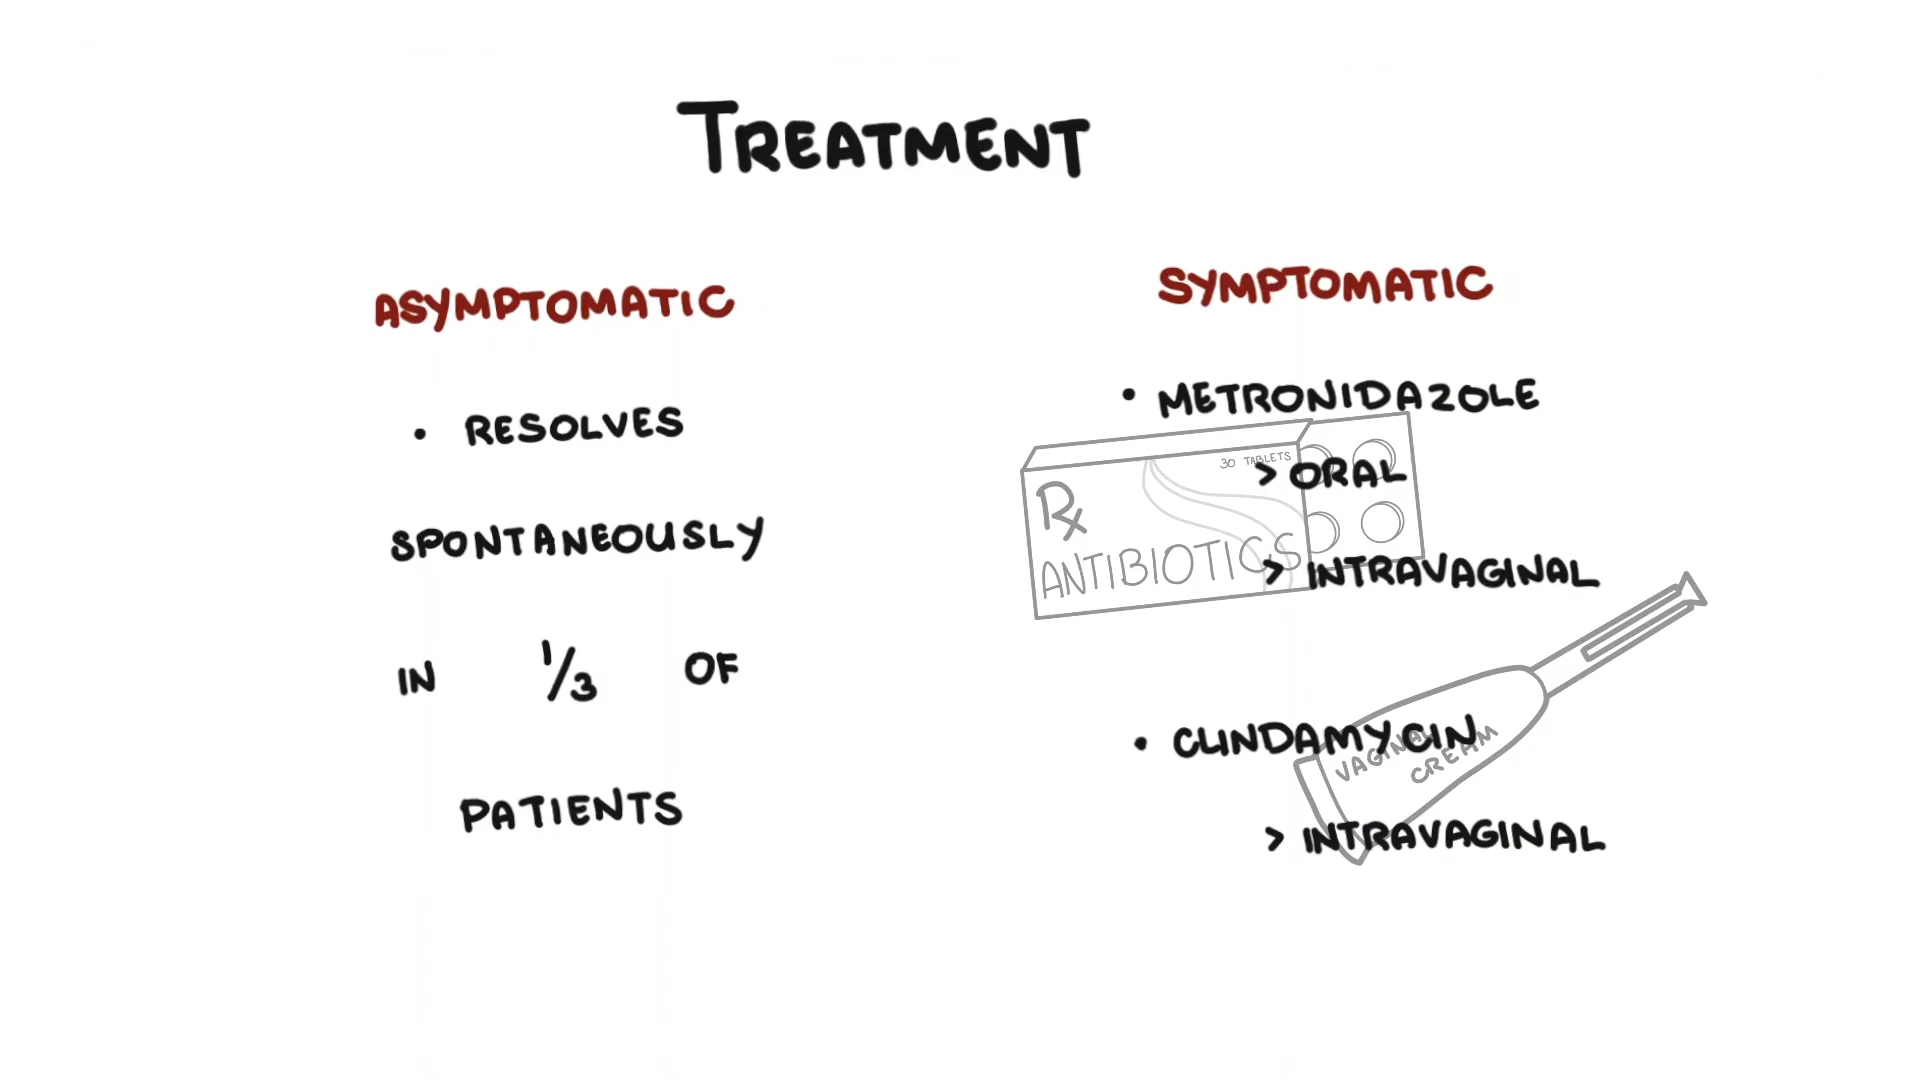 TREATMENT
ASYMPTOMATIC
• RESOLVES
SPONTANEOUSLY
IN 1/3 OF
PATIENTS
SYMPTOMATIC
• METRONIDAZOLE
> ORAL
> INTRAVAGINAL
30 TABLETS
Rx
ANTIBIOTICS
• CLINDAMYCIN
> INTRAVAGINAL
VAGINAL
CREAM